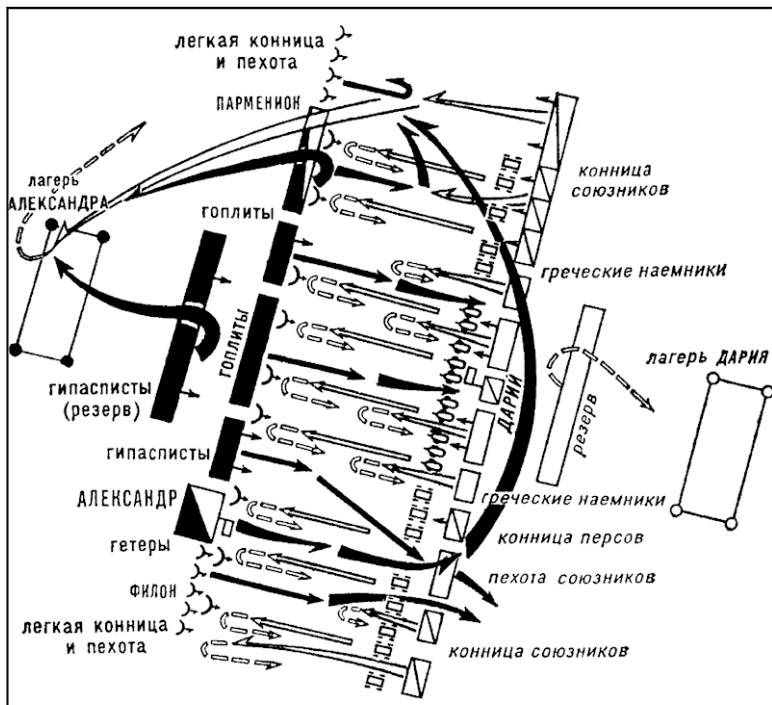 легкая конница
и пехота
ПАРМЕНИОН
лагерь
АЛЕКСАНДРА
конница
союзников
гоплиты
греческие наемники
гоплиты
лагерь ДАРИЯ
ДАРИЙ
гипасписты
(резерв)
резерв
гипасписты
АЛЕКСАНДР
греческие наемники
конница персов
гетеры
пехота союзников
ФИЛОН
легкая конница
и пехота
конница союзников